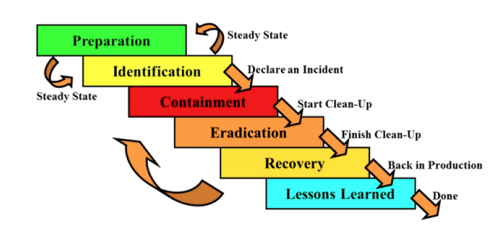 Preparation
Steady State
Identification
Declare an Incident
Steady State
Containment
Start Clean-Up
Eradication
Finish Clean-Up
Recovery
Back in Production
Lessons Learned
Done